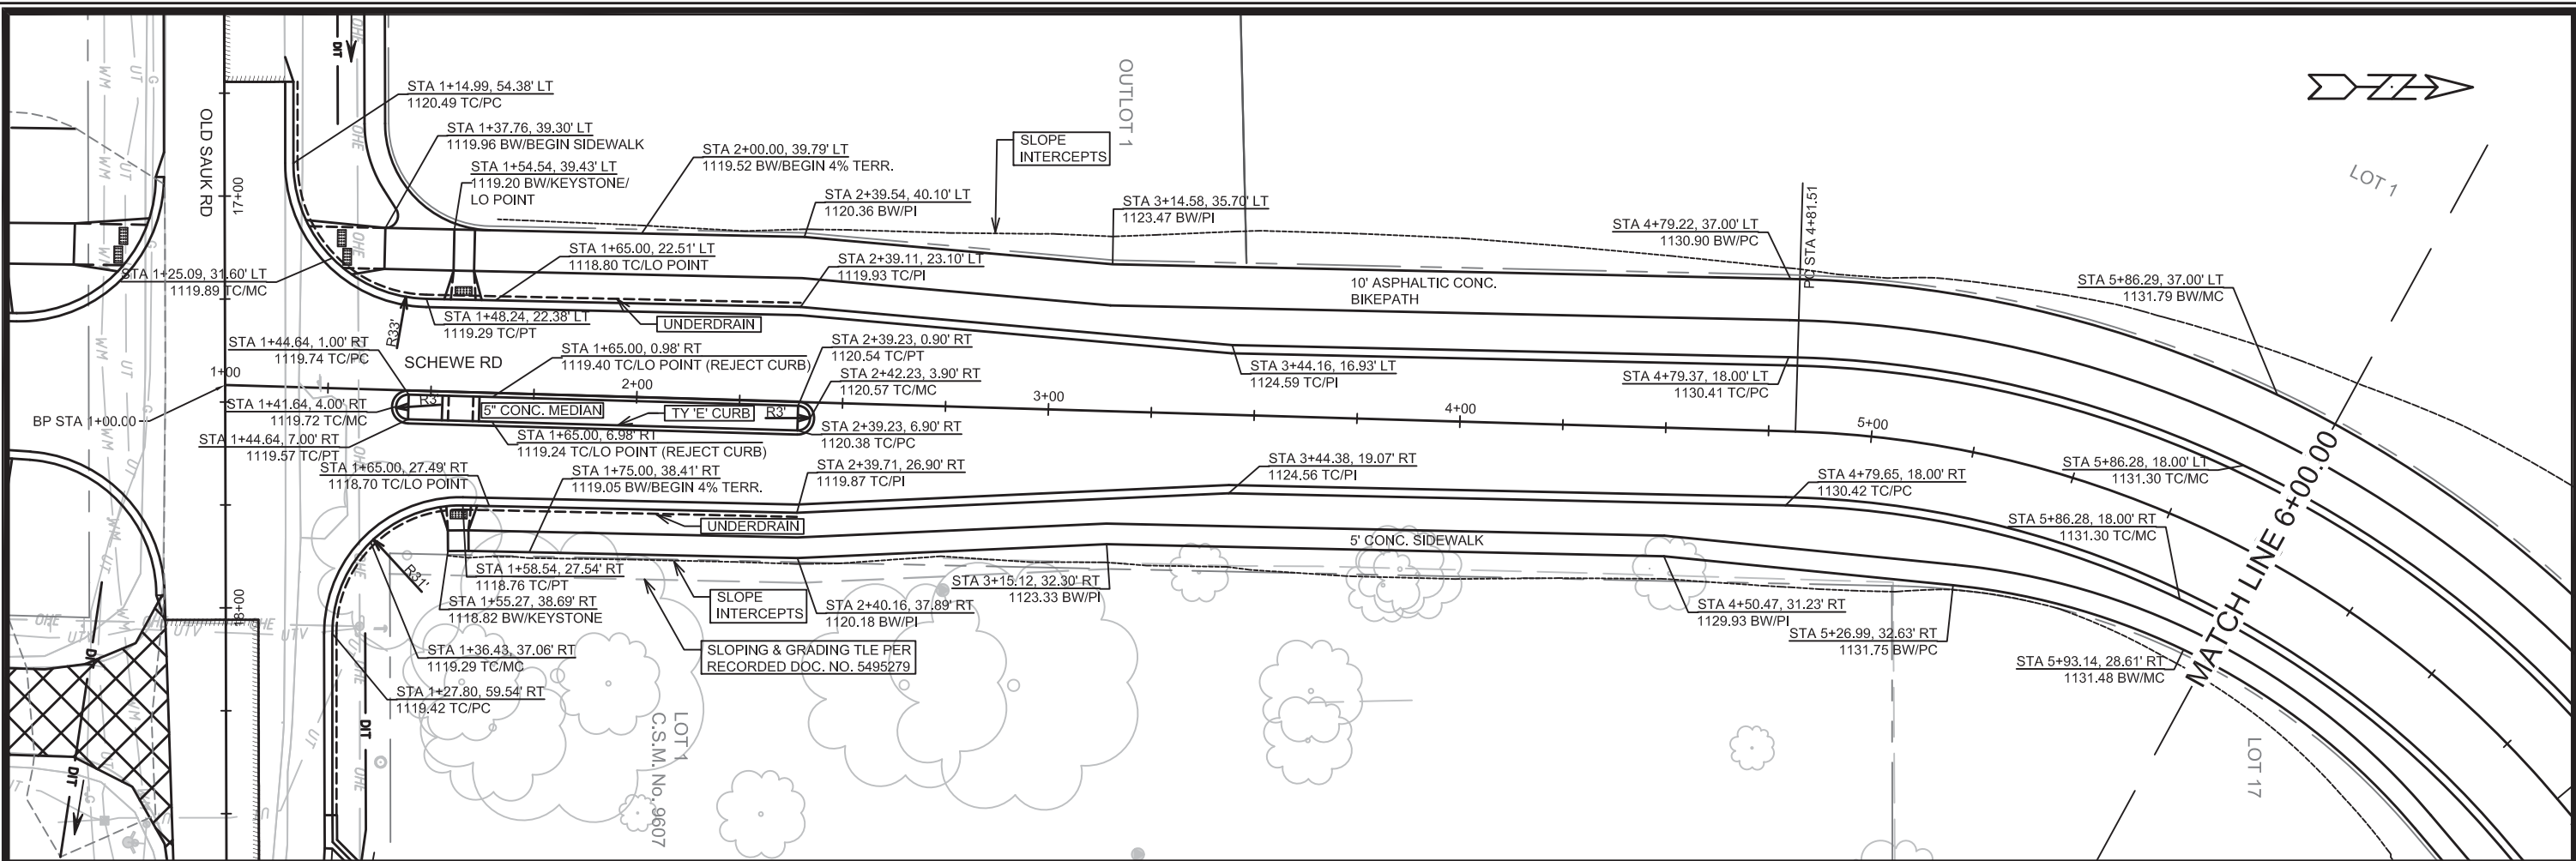 STA 1+14.99, 54.38' LT
1120.49 TC/PC
STA 1+37.76, 39.30' LT
1119.96 BW/BEGIN SIDEWALK
STA 1+54.54, 39.43' LT
1119.20 BW/KEYSTONE/
LO POINT
STA 2+00.00, 39.79' LT
1119.52 BW/BEGIN 4% TERR.
STA 2+39.54, 40.10' LT
1120.36 BW/PI
SLOPE
INTERCEPTS
OUTLOT 1
STA 3+14.58, 35.70' LT
1123.47 BW/PI
STA 4+79.22, 37.00' LT
1130.90 BW/PC
PC STA 4+81.51
LOT 1
OLD SAUK RD
17+00
STA 1+25.09, 31.60' LT
1119.89 TC/MC
STA 1+65.00, 22.51' LT
1118.80 TC/LO POINT
STA 2+39.11, 23.10' LT
1119.93 TC/PI
10' ASPHALTIC CONC.
BIKEPATH
STA 5+86.29, 37.00' LT
1131.79 BW/MC
STA 1+48.24, 22.38' LT
1119.29 TC/PT
UNDERDRAIN
R33'
STA 1+44.64, 1.00' RT
1119.74 TC/PC
SCHEWE RD
STA 1+65.00, 0.98' RT
1119.40 TC/LO POINT (REJECT CURB)
STA 2+39.23, 0.90' RT
1120.54 TC/PT
STA 2+42.23, 3.90' RT
1120.57 TC/MC
STA 3+44.16, 16.93' LT
1124.59 TC/PI
STA 4+79.37, 18.00' LT
1130.41 TC/PC
1+00
2+00
3+00
4+00
5+00
BP STA 1+00.00
STA 1+41.64, 4.00' RT
1119.72 TC/MC
R3'
5" CONC. MEDIAN
TY 'E' CURB
R3'
STA 1+44.64, 7.00' RT
1119.57 TC/PT
STA 1+65.00, 6.98' RT
1119.24 TC/LO POINT (REJECT CURB)
STA 2+39.23, 6.90' RT
1120.38 TC/PC
STA 1+65.00, 27.49' RT
1118.70 TC/LO POINT
STA 1+75.00, 38.41' RT
1119.05 BW/BEGIN 4% TERR.
STA 2+39.71, 26.90' RT
1119.87 TC/PI
STA 3+44.38, 19.07' RT
1124.56 TC/PI
STA 4+79.65, 18.00' RT
1130.42 TC/PC
STA 5+86.28, 18.00' LT
1131.30 TC/MC
STA 5+86.28, 18.00' RT
1131.30 TC/MC
MATCH LINE 6+00.00
UNDERDRAIN
5' CONC. SIDEWALK
R31'
STA 1+58.54, 27.54' RT
1118.76 TC/PT
STA 1+55.27, 38.69' RT
1118.82 BW/KEYSTONE
SLOPE
INTERCEPTS
STA 2+40.16, 37.89' RT
1120.18 BW/PI
STA 3+15.12, 32.30' RT
1123.33 BW/PI
STA 4+50.47, 31.23' RT
1129.93 BW/PI
STA 5+26.99, 32.63' RT
1131.75 BW/PC
STA 5+93.14, 28.61' RT
1131.48 BW/MC
18+00
STA 1+36.43, 37.06' RT
1119.29 TC/MC
SLOPING & GRADING TLE PER
RECORDED DOC. NO. 5495279
STA 1+27.80, 59.54' RT
1119.42 TC/PC
LOT 1
C.S.M. No. 9607
LOT 17
DIT
DIT
DIT
DIT
OHE
UTV
WM
UT
G